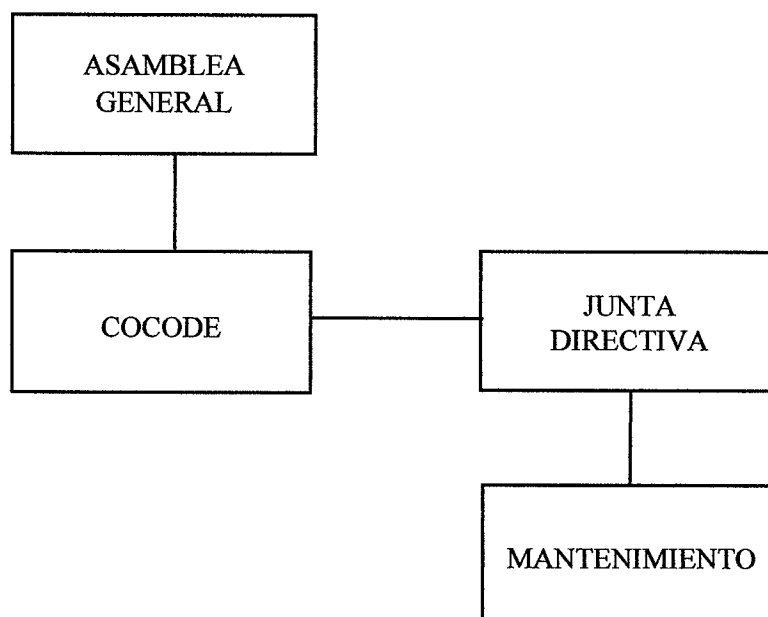 ASAMBLEA
GENERAL
COCODE
JUNTA
DIRECTIVA
MANTENIMIENTO